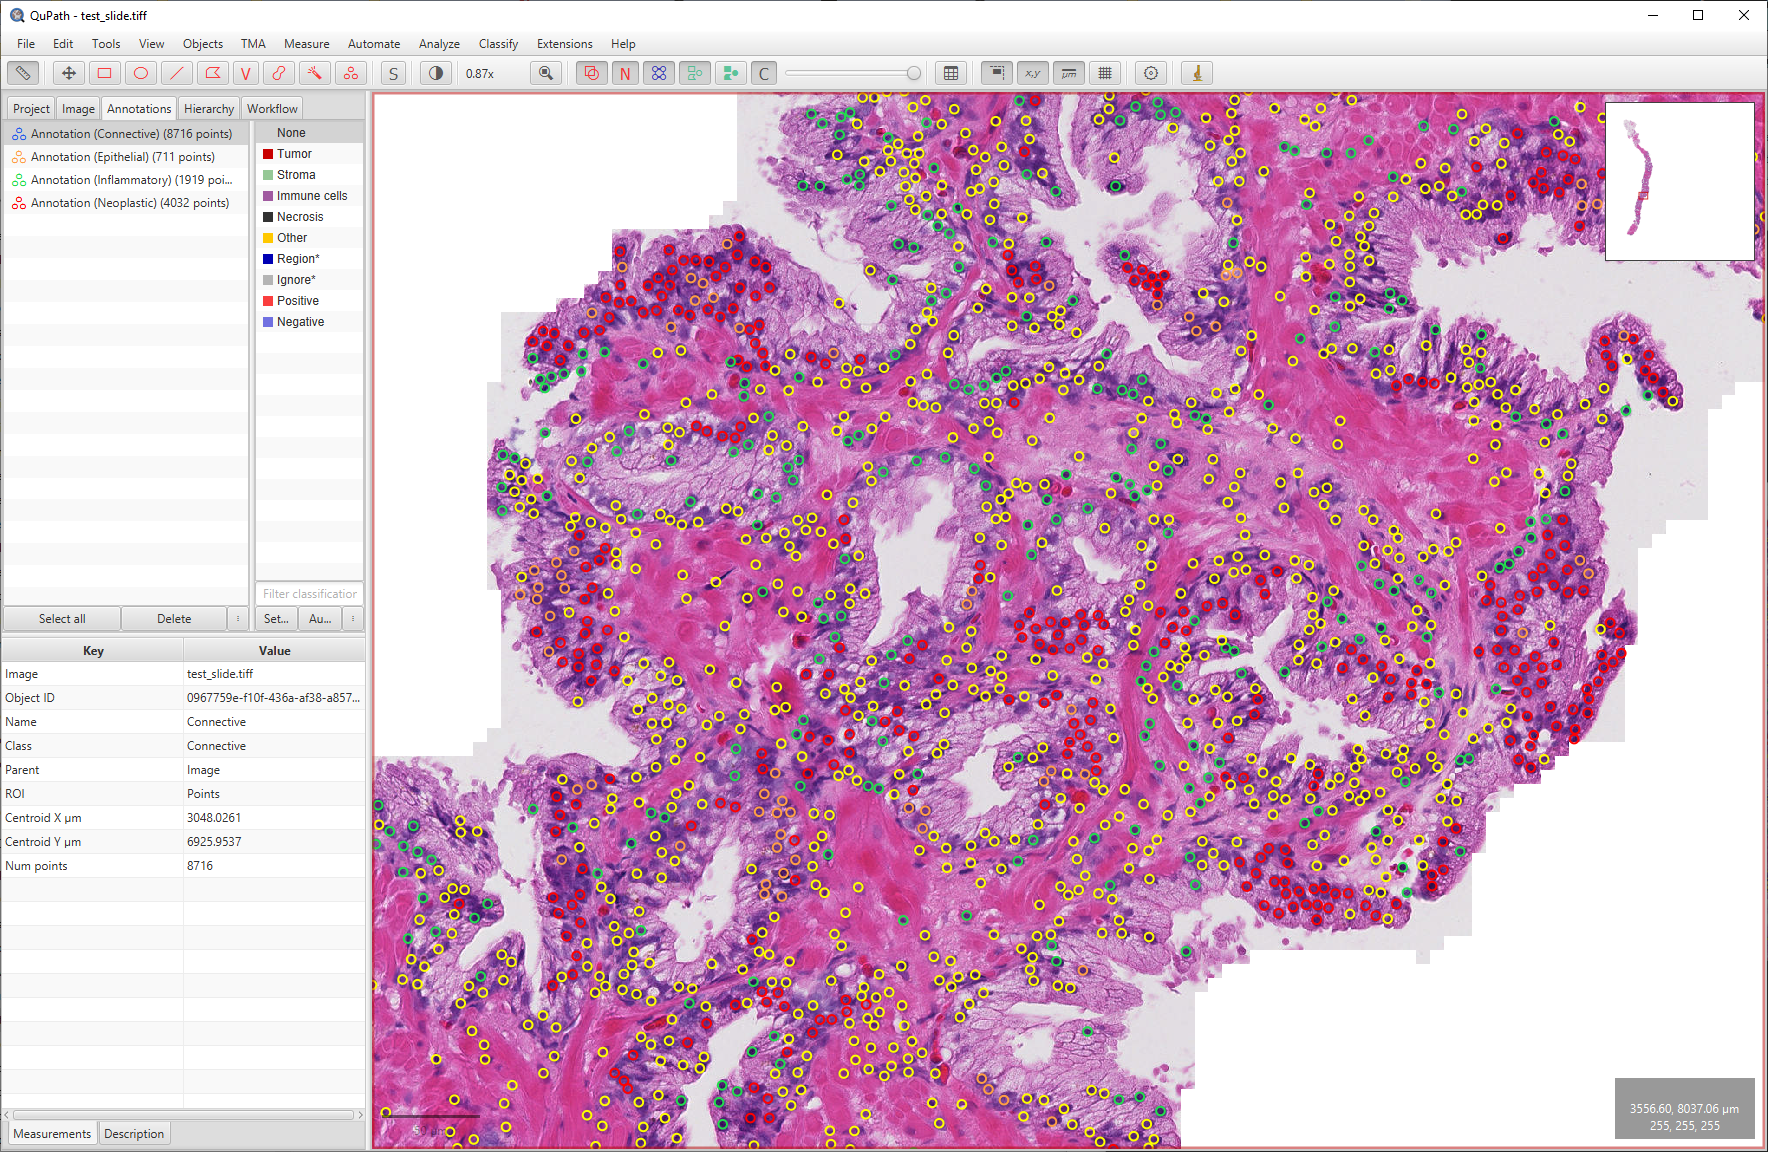 QuPath - test_slide.tiff
File Edit Tools View Objects TMA Measure Automate Analyze Classify Extensions Help
V S 0.87x N C x,y μm
Project Image Annotations Hierarchy Workflow
Annotation (Connective) (8716 points)
Annotation (Epithelial) (711 points)
Annotation (Inflammatory) (1919 poi...
Annotation (Neoplastic) (4032 points)
None
Tumor
Stroma
Immune cells
Necrosis
Other
Region*
Ignore*
Positive
Negative
Filter classification
Select all Delete Set... Au...
Key Value
Image test_slide.tiff
Object ID 0967759e-f10f-436a-af38-a857...
Name Connective
Class Connective
Parent Image
ROI Points
Centroid X µm 3048.0261
Centroid Y µm 6925.9537
Num points 8716
Measurements Description
3556.60, 8037.06 µm
255, 255, 255